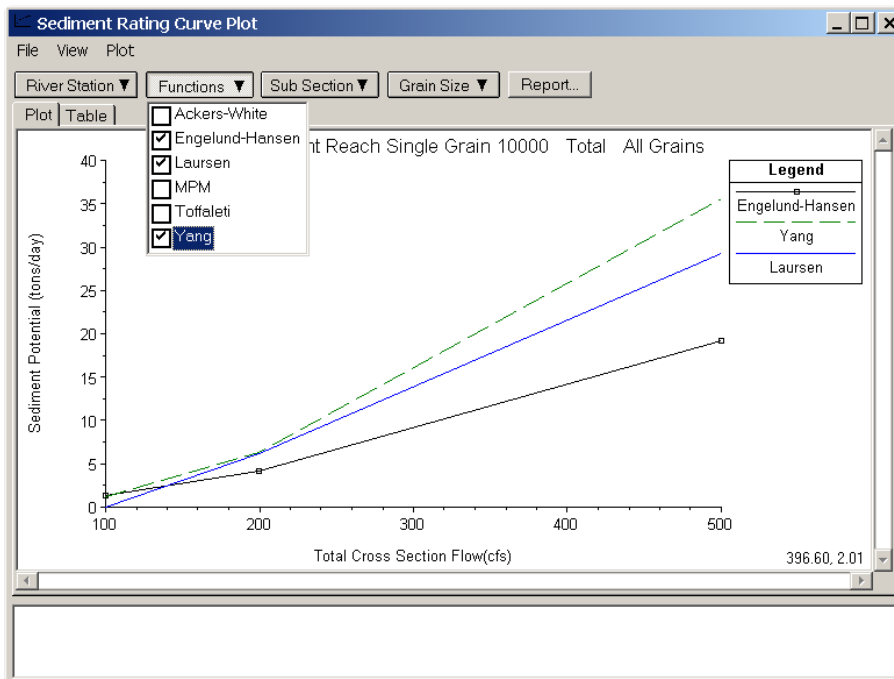 Sediment Rating Curve Plot
File View Plot
River Station Functions Sub Section Grain Size Report...
Plot Table
Ackers-White
Engelund-Hansen
Laursen
MPM
Toffaleti
Yang
nt Reach Single Grain 10000 Total All Grains
Legend
Engelund-Hansen
Yang
Laursen
Sediment Potential (tons/day)
40
35
30
25
20
15
10
5
0
100 200 300 400 500
Total Cross Section Flow(cfs)
396.60, 2.01